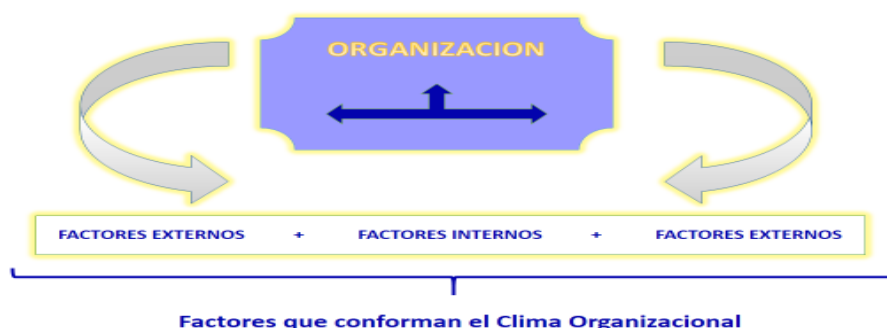 ORGANIZACION
FACTORES EXTERNOS + FACTORES INTERNOS + FACTORES EXTERNOS
Factores que conforman el Clima Organizacional